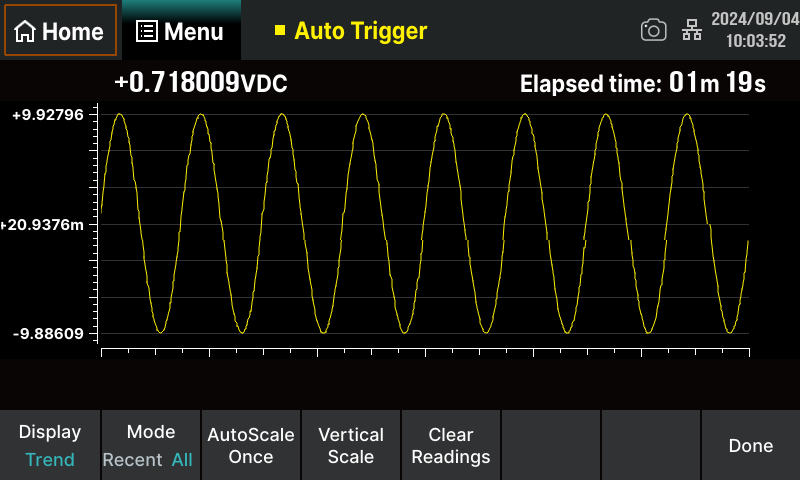 Home
Menu
Auto Trigger
2024/09/04
10:03:52
+0.718009VDC
Elapsed time: 01m 19s
+9.92796
+20.9376m
-9.88609
Display
Trend
Mode
Recent All
AutoScale
Once
Vertical
Scale
Clear
Readings
Done